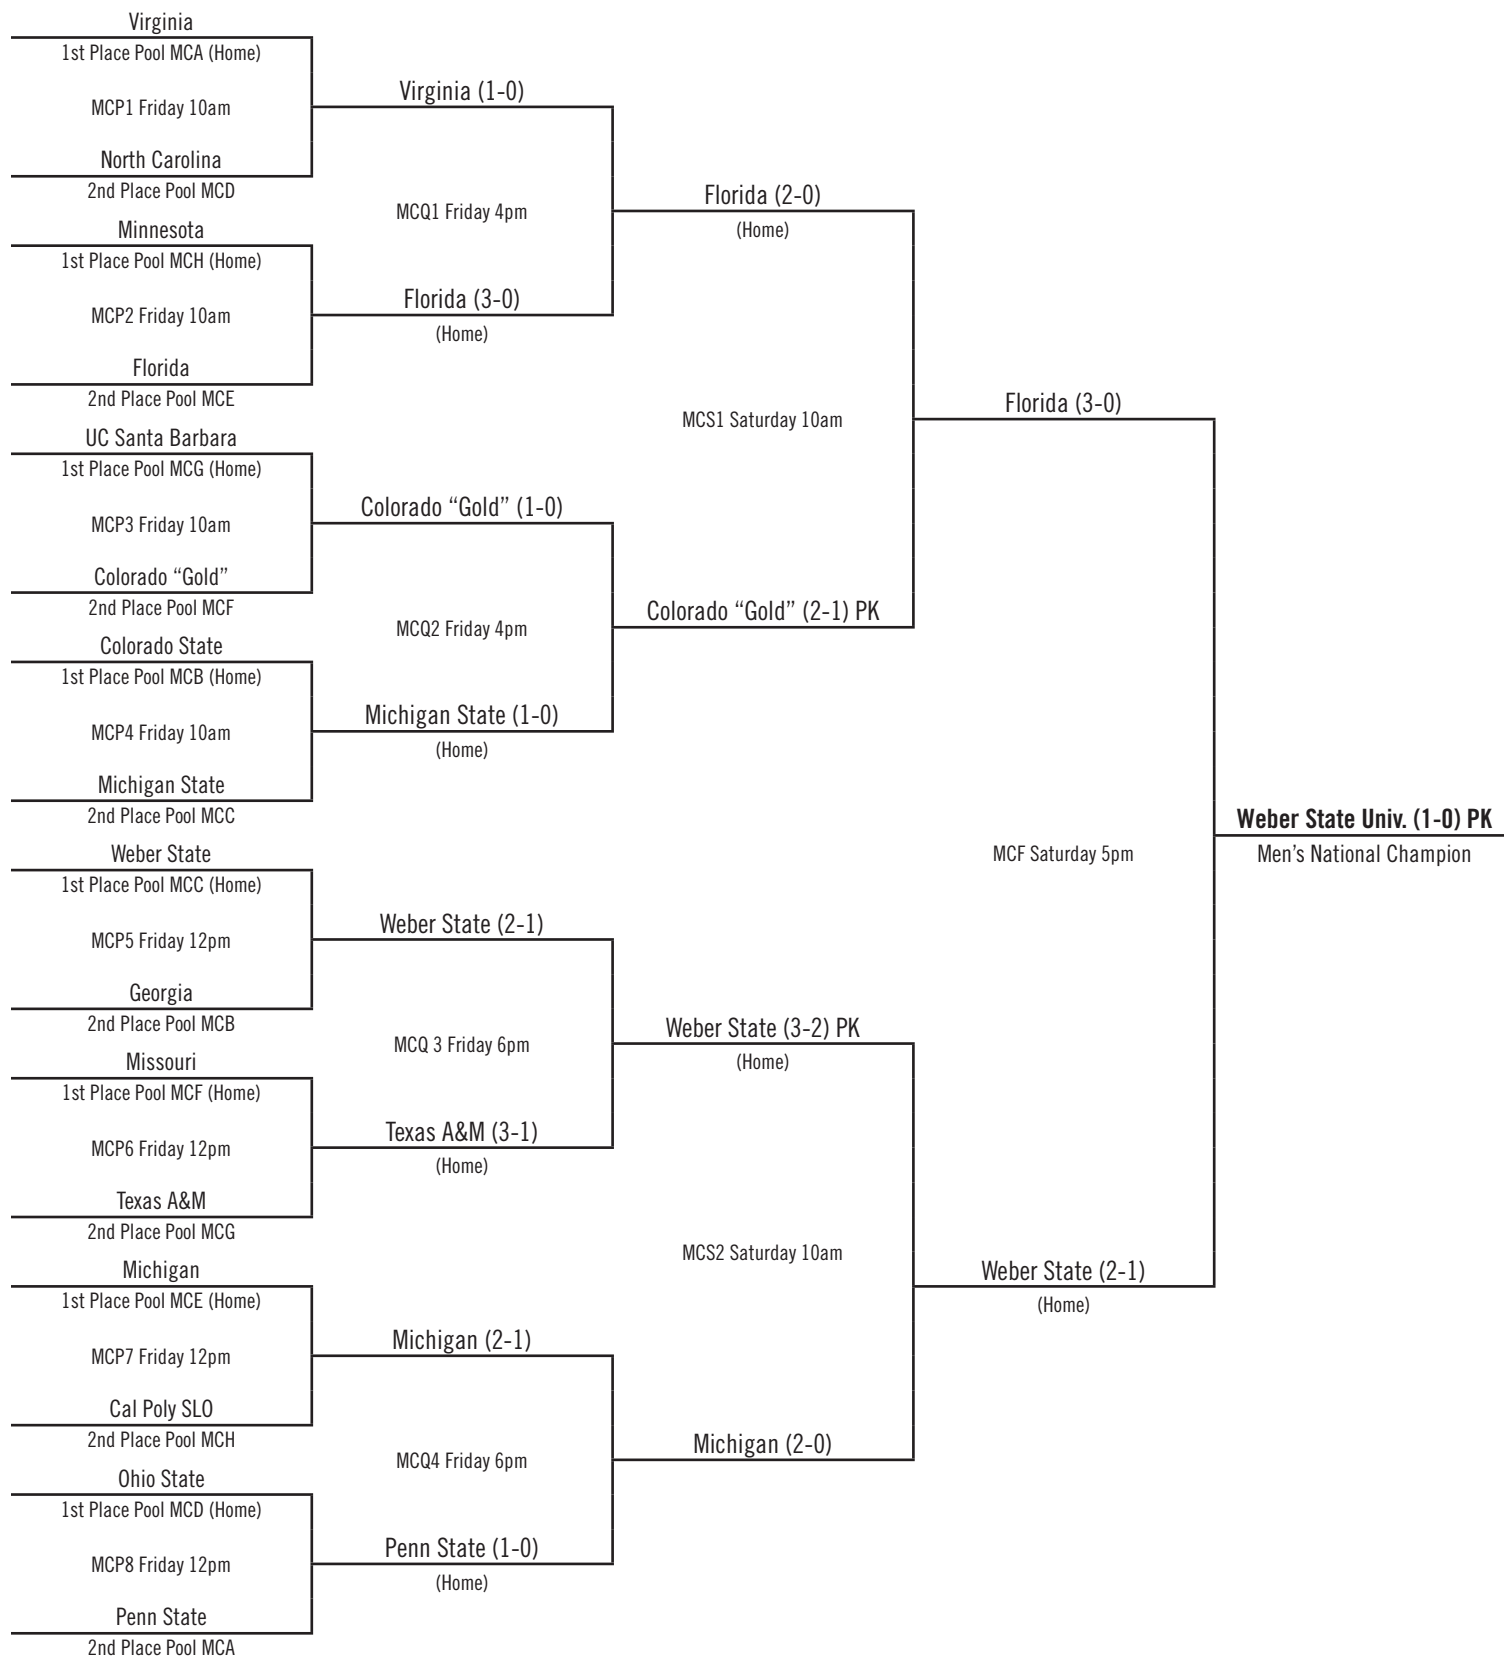 Virginia
1st Place Pool MCA (Home)
MCP1 Friday 10am
North Carolina
2nd Place Pool MCD
Minnesota
1st Place Pool MCH (Home)
MCP2 Friday 10am
Florida
2nd Place Pool MCE
UC Santa Barbara
1st Place Pool MCG (Home)
MCP3 Friday 10am
Colorado “Gold”
2nd Place Pool MCF
Colorado State
1st Place Pool MCB (Home)
MCP4 Friday 10am
Michigan State
2nd Place Pool MCC
Weber State
1st Place Pool MCC (Home)
MCP5 Friday 12pm
Georgia
2nd Place Pool MCB
Missouri
1st Place Pool MCF (Home)
MCP6 Friday 12pm
Texas A&M
2nd Place Pool MCG
Michigan
1st Place Pool MCE (Home)
MCP7 Friday 12pm
Cal Poly SLO
2nd Place Pool MCH
Ohio State
1st Place Pool MCD (Home)
MCP8 Friday 12pm
Penn State
2nd Place Pool MCA
Virginia (1-0)
MCQ1 Friday 4pm
Florida (3-0)
(Home)
Colorado “Gold” (1-0)
MCQ2 Friday 4pm
Michigan State (1-0)
(Home)
Weber State (2-1)
MCQ 3 Friday 6pm
Texas A&M (3-1)
(Home)
Michigan (2-1)
MCQ4 Friday 6pm
Penn State (1-0)
(Home)
Florida (2-0)
(Home)
MCS1 Saturday 10am
Colorado “Gold” (2-1) PK
Weber State (3-2) PK
(Home)
MCS2 Saturday 10am
Michigan (2-0)
Florida (3-0)
MCF Saturday 5pm
Weber State (2-1)
(Home)
Weber State Univ. (1-0) PK
Men’s National Champion